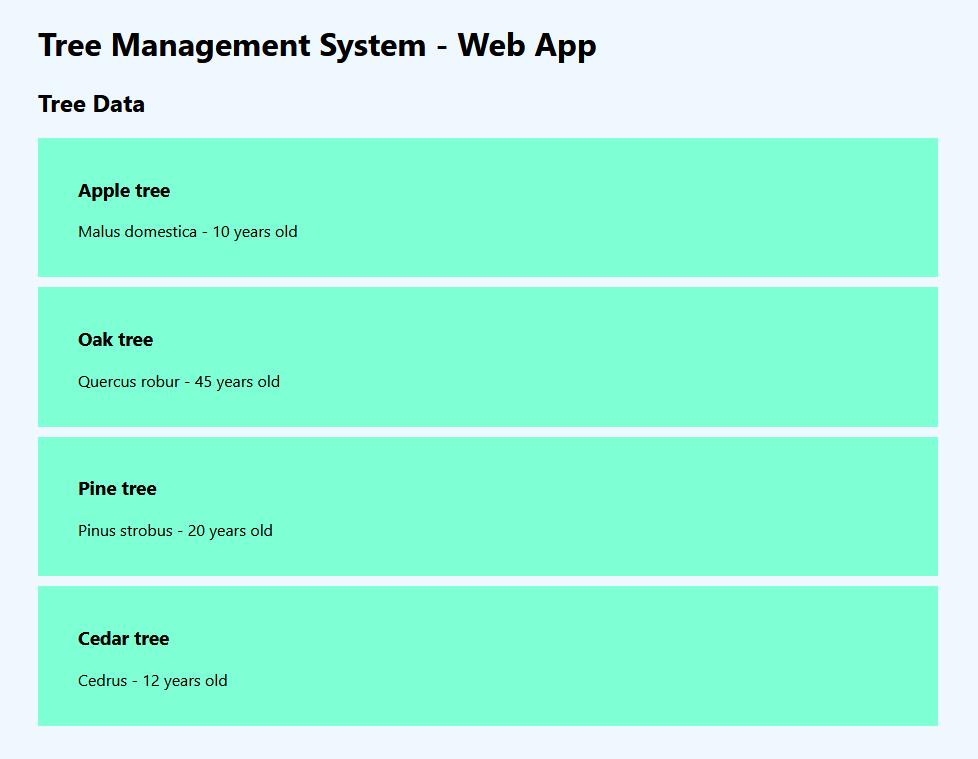 Tree Management System - Web App
Tree Data
Apple tree
Malus domestica - 10 years old
Oak tree
Quercus robur - 45 years old
Pine tree
Pinus strobus - 20 years old
Cedar tree
Cedrus - 12 years old